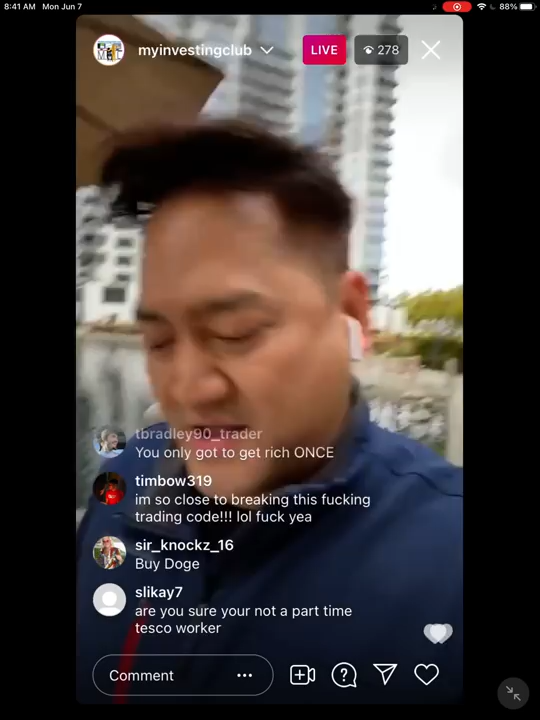 8:41 AM Mon Jun 7
88%
myinvestingclub
LIVE
278
tbradley90_trader
You only got to get rich ONCE
timbow319
im so close to breaking this fucking
trading code!!! lol fuck yea
sir_knockz_16
Buy Doge
slikay7
are you sure your not a part time
tesco worker
Comment